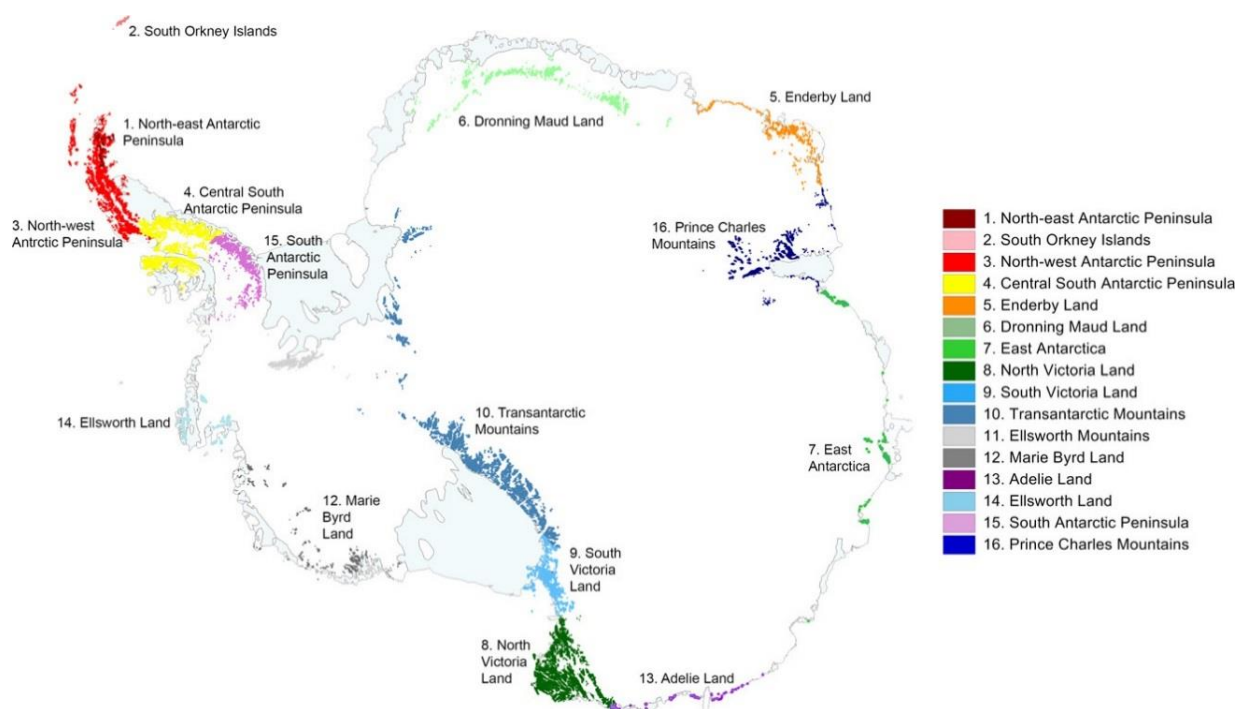 2. South Orkney Islands
1. North-east Antarctic
Peninsula
5. Enderby Land
6. Dronning Maud Land
4. Central South
Antarctic Peninsula
3. North-west
Antrctic Peninsula
15. South
Antarctic
Peninsula
16. Prince Charles
Mountains
14. Ellsworth Land
10. Transantarctic
Mountains
7. East
Antarctica
12. Marie
Byrd
Land
9. South
Victoria
Land
8. North
Victoria
Land
13. Adelie Land
1. North-east Antarctic Peninsula
2. South Orkney Islands
3. North-west Antarctic Peninsula
4. Central South Antarctic Peninsula
5. Enderby Land
6. Dronning Maud Land
7. East Antarctica
8. North Victoria Land
9. South Victoria Land
10. Transantarctic Mountains
11. Ellsworth Mountains
12. Marie Byrd Land
13. Adelie Land
14. Ellsworth Land
15. South Antarctic Peninsula
16. Prince Charles Mountains